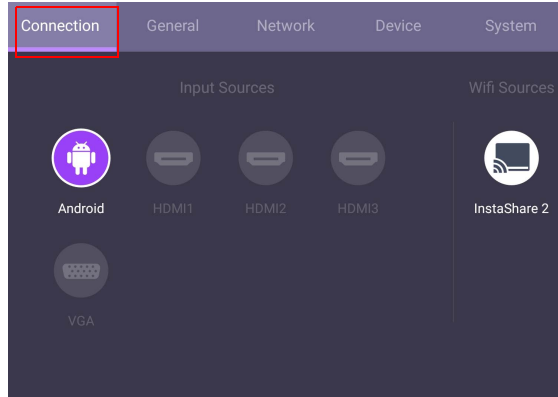 Connection General Network Device System
Input Sources Wifi Sources
Android HDMI1 HDMI2 HDMI3 InstaShare 2
VGA